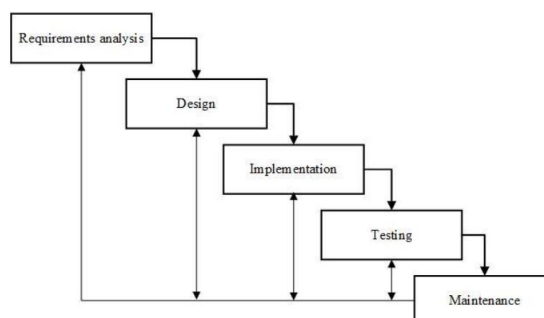 Requirements analysis
Design
Implementation
Testing
Maintenance